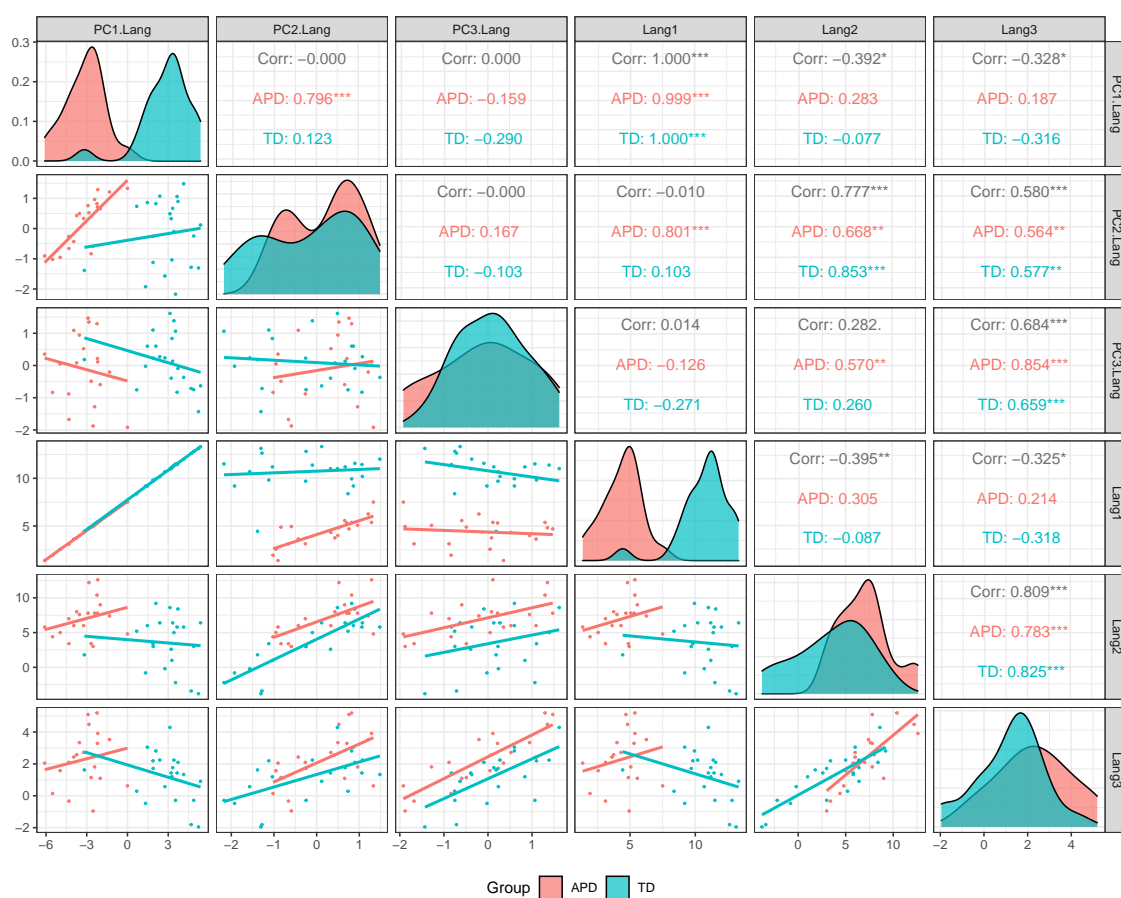 PC1.Lang PC2.Lang PC3.Lang Lang1 Lang2 Lang3
0.3
0.2
0.1
0.0
Corr: −0.000
APD: 0.796***
TD: 0.123
Corr: 0.000
APD: −0.159
TD: −0.290
Corr: 1.000***
APD: 0.999***
TD: 1.000***
Corr: −0.392*
APD: 0.283
TD: −0.077
Corr: −0.328*
APD: 0.187
TD: −0.316
PC1.Lang
1
0
−1
−2
Corr: −0.000
APD: 0.167
TD: −0.103
Corr: −0.010
APD: 0.801***
TD: 0.103
Corr: 0.777***
APD: 0.668**
TD: 0.853***
Corr: 0.580***
APD: 0.564**
TD: 0.577**
PC2.Lang
1
0
−1
−2
Corr: 0.014
APD: −0.126
TD: −0.271
Corr: 0.282.
APD: 0.570**
TD: 0.260
Corr: 0.684***
APD: 0.854***
TD: 0.659***
PC3.Lang
10
5
Corr: −0.395**
APD: 0.305
TD: −0.087
Corr: −0.325*
APD: 0.214
TD: −0.318
Lang1
10
5
0
Corr: 0.809***
APD: 0.783***
TD: 0.825***
Lang2
4
2
0
−2
Lang3
−6 −3 0 3
−2 −1 0 1
−2 −1 0 1
5 10
0 5 10
−2 0 2 4
Group APD TD